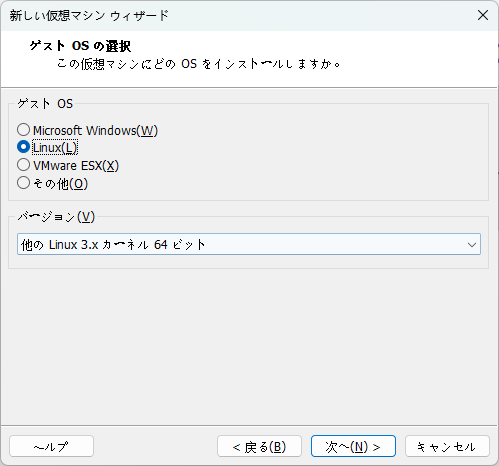 新しい仮想マシン ウィザード
ゲスト OS の選択
この仮想マシンにどの OS をインストールしますか。
ゲスト OS
Microsoft Windows(W)
Linux(L)
VMware ESX(X)
その他(O)
バージョン(V)
他の Linux 3.x カーネル 64 ビット
ヘルプ
< 戻る(B)
次へ(N) >
キャンセル